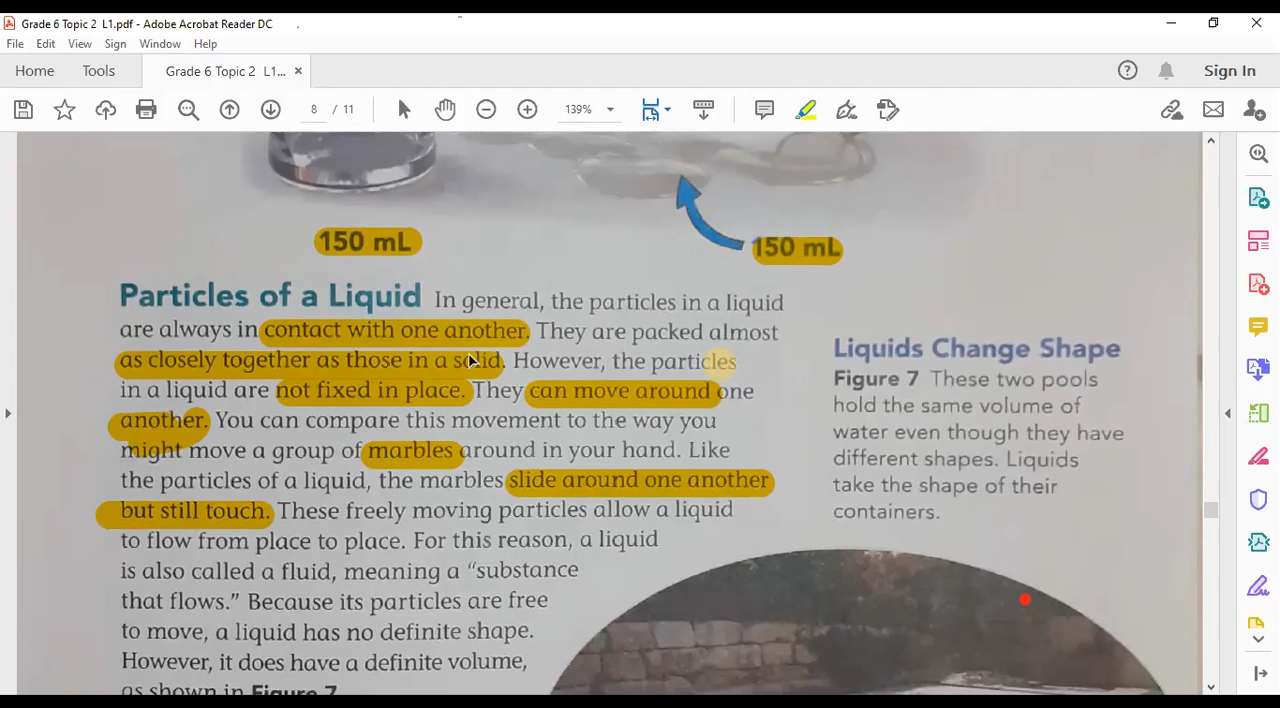 Grade 6 Topic 2 L1.pdf - Adobe Acrobat Reader DC
File Edit View Sign Window Help
Home Tools Grade 6 Topic 2 L1... × Sign In
8 / 11 139%
150 mL
150 mL
Particles of a Liquid In general, the particles in a liquid
are always in contact with one another. They are packed almost
as closely together as those in a solid. However, the particles
in a liquid are not fixed in place. They can move around one
another. You can compare this movement to the way you
might move a group of marbles around in your hand. Like
the particles of a liquid, the marbles slide around one another
but still touch. These freely moving particles allow a liquid
to flow from place to place. For this reason, a liquid
is also called a fluid, meaning a “substance
that flows.” Because its particles are free
to move, a liquid has no definite shape.
However, it does have a definite volume,
as shown in Figure 7
Liquids Change Shape
Figure 7 These two pools
hold the same volume of
water even though they have
different shapes. Liquids
take the shape of their
containers.